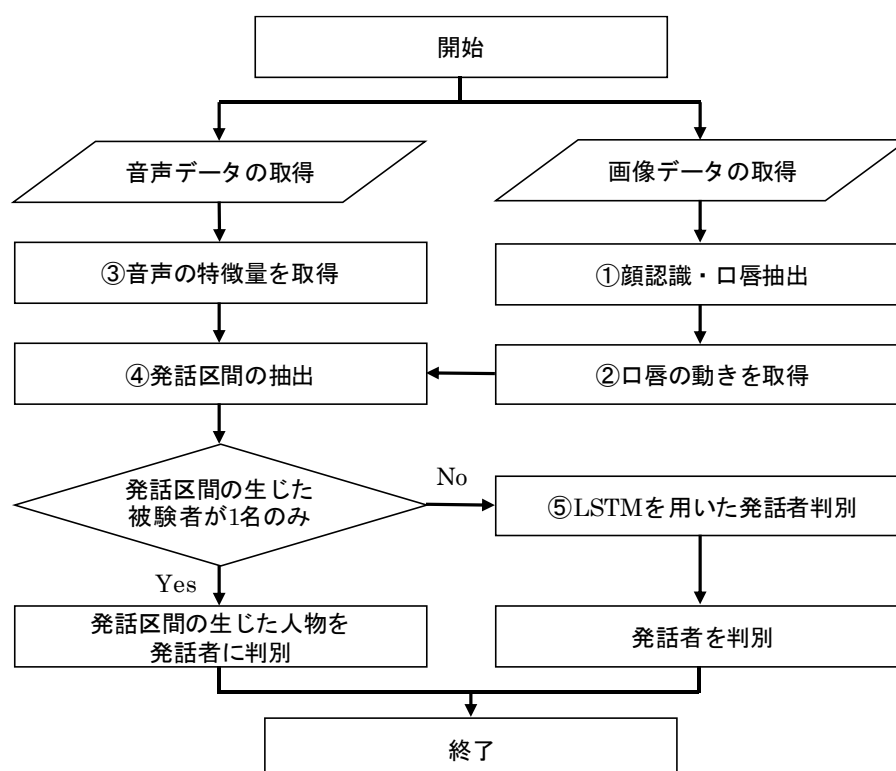 開始
音声データの取得
画像データの取得
③音声の特徴量を取得
①顔認識・口唇抽出
④発話区間の抽出
②口唇の動きを取得
発話区間の生じた
被験者が1名のみ
No
⑤LSTMを用いた発話者判別
Yes
発話区間の生じた人物を
発話者に判別
発話者を判別
終了